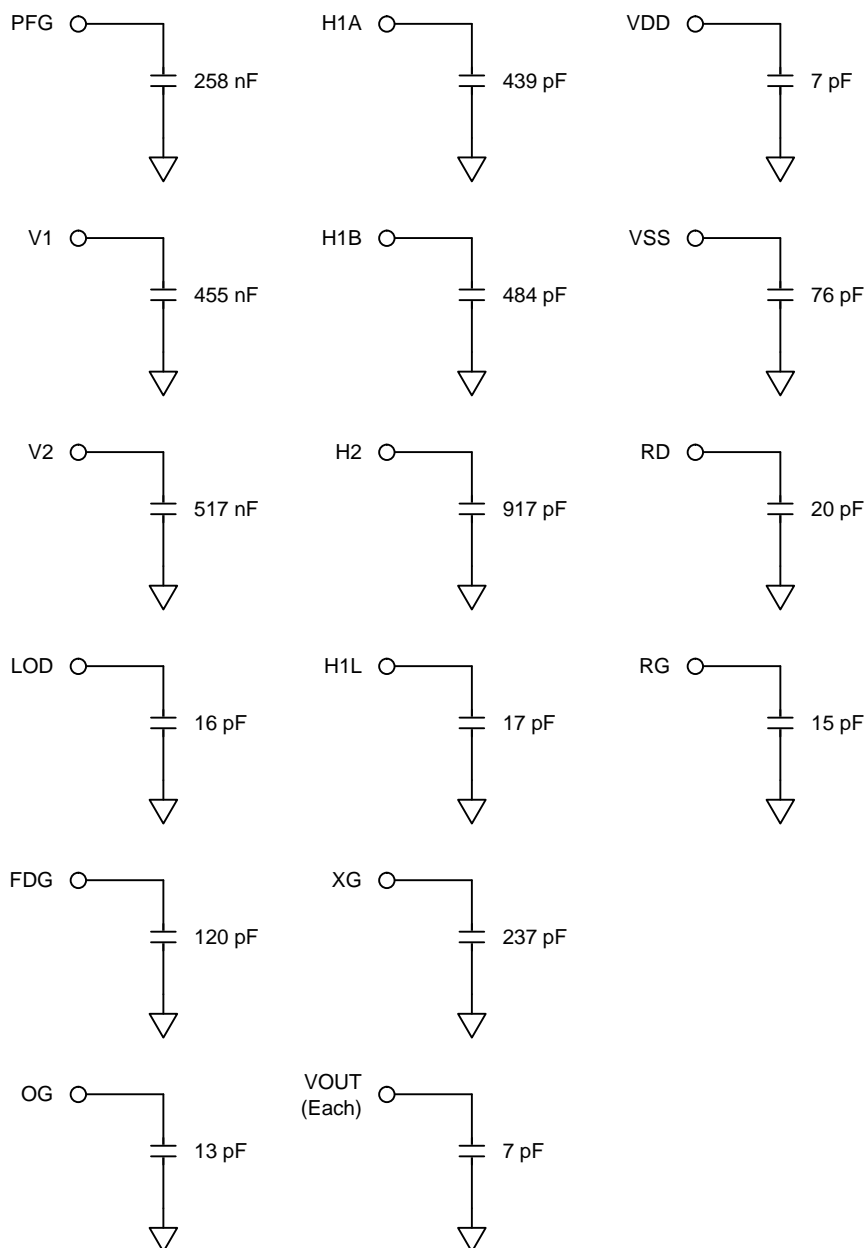 PFG
258 nF
H1A
439 pF
VDD
7 pF
V1
455 nF
H1B
484 pF
VSS
76 pF
V2
517 nF
H2
917 pF
RD
20 pF
LOD
16 pF
H1L
17 pF
RG
15 pF
FDG
120 pF
XG
237 pF
OG
13 pF
VOUT
(Each)
7 pF